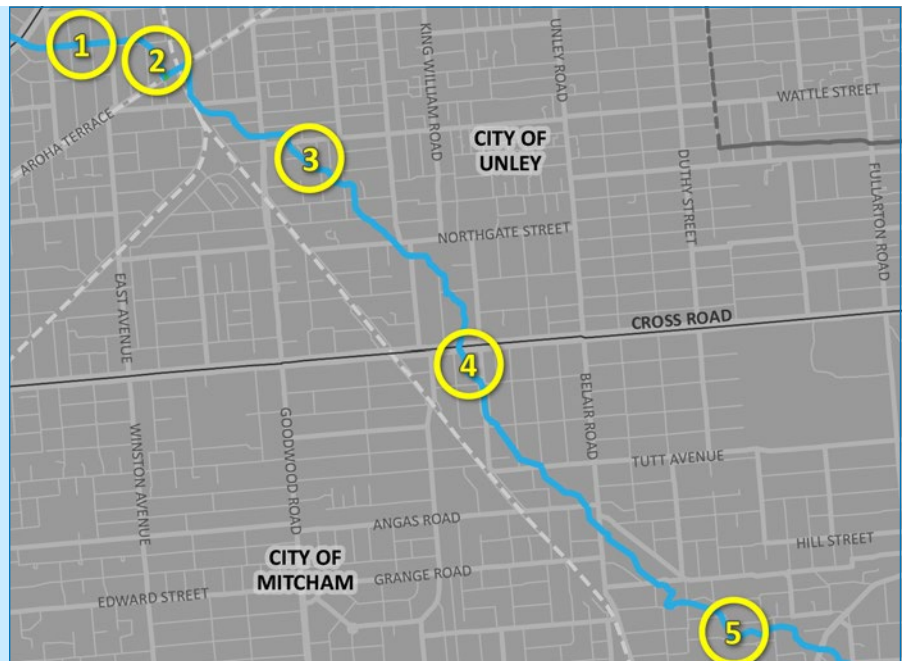 1
2
3
4
5
AROHA TERRACE
KING WILLIAM ROAD
UNLEY ROAD
WATTLE STREET
CITY OF
UNLEY
DUTHY STREET
FULLARTON ROAD
NORTHGATE STREET
EAST AVENUE
CROSS ROAD
BELAIR ROAD
WINSTON AVENUE
GOODWOOD ROAD
TUTT AVENUE
ANGAS ROAD
HILL STREET
CITY OF
MITCHAM
GRANGE ROAD
EDWARD STREET